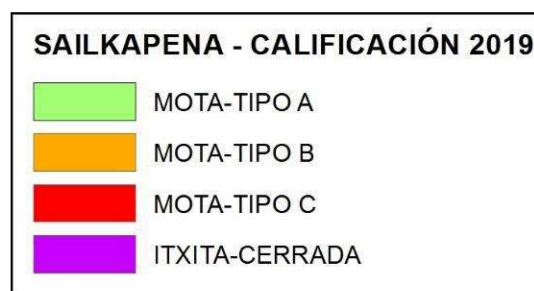 SAILKAPENA - CALIFICACIÓN 2019
MOTA-TIPO A
MOTA-TIPO B
MOTA-TIPO C
ITXITA-CERRADA